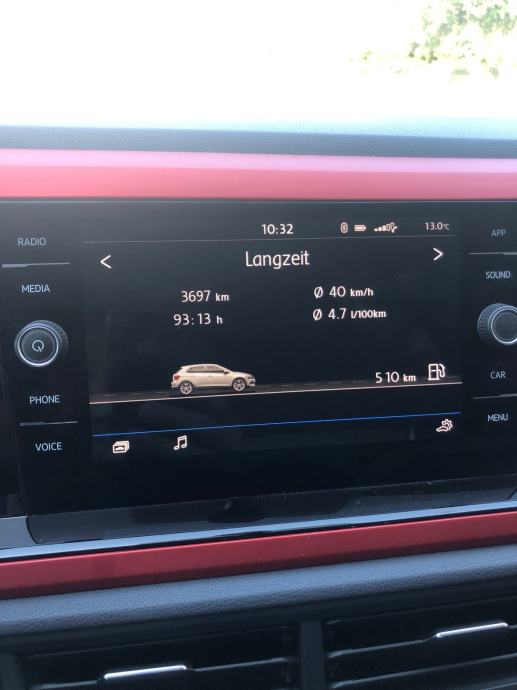 RADIO
MEDIA
PHONE
VOICE
10:32
13.0°C
Langzeit
3697 km
Ø 40 km/h
93:13 h
Ø 4.7 l/100km
510 km
APP
SOUND
CAR
MENU